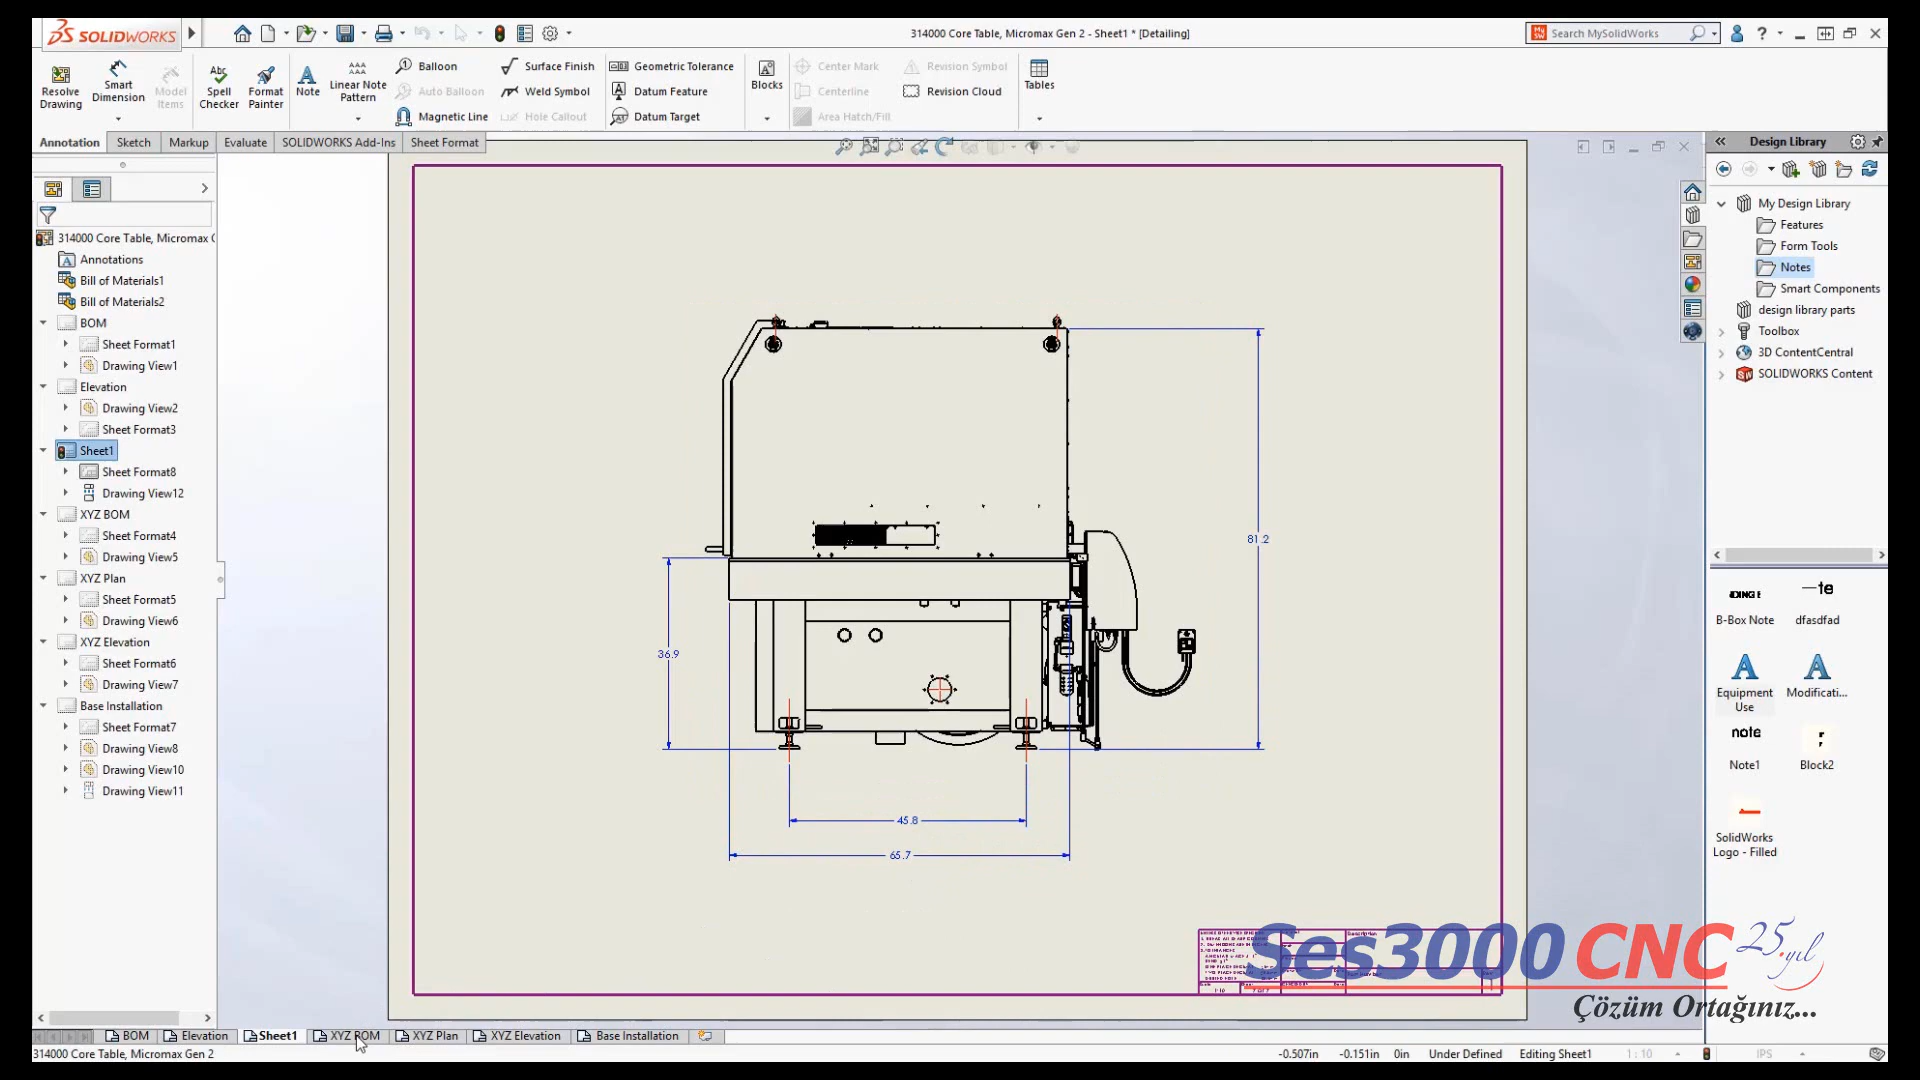 SOLIDWORKS
314000 Core Table, Micromax Gen 2 - Sheet1 * [Detailing]
Search MySolidWorks
Resolve Drawing
Smart Dimension
Model Items
Spell Checker
Format Painter
Note
Linear Note Pattern
Balloon
Auto Balloon
Magnetic Line
Surface Finish
Weld Symbol
Hole Callout
Geometric Tolerance
Datum Feature
Datum Target
Blocks
Center Mark
Centerline
Area Hatch/Fill
Revision Symbol
Revision Cloud
Tables
Annotation
Sketch
Markup
Evaluate
SOLIDWORKS Add-Ins
Sheet Format
314000 Core Table, Micromax G
Annotations
Bill of Materials1
Bill of Materials2
BOM
Sheet Format1
Drawing View1
Elevation
Drawing View2
Sheet Format3
Sheet1
Sheet Format8
Drawing View12
XYZ BOM
Sheet Format4
Drawing View5
XYZ Plan
Sheet Format5
Drawing View6
XYZ Elevation
Sheet Format6
Drawing View7
Base Installation
Sheet Format7
Drawing View8
Drawing View10
Drawing View11
81.2
36.9
45.8
65.7
Design Library
My Design Library
Features
Form Tools
Notes
Smart Components
design library parts
Toolbox
3D ContentCentral
SOLIDWORKS Content
B-Box Note
dfasdfad
Equipment Use
Modificati...
note
Note1
Block2
SolidWorks Logo - Filled
Ses3000 CNC 25.yıl
Çözüm Ortağınız...
BOM
Elevation
Sheet1
XYZ BOM
XYZ Plan
XYZ Elevation
Base Installation
314000 Core Table, Micromax Gen 2
-0.507in
-0.151in
0in
Under Defined
Editing Sheet1
1 : 10
IPS